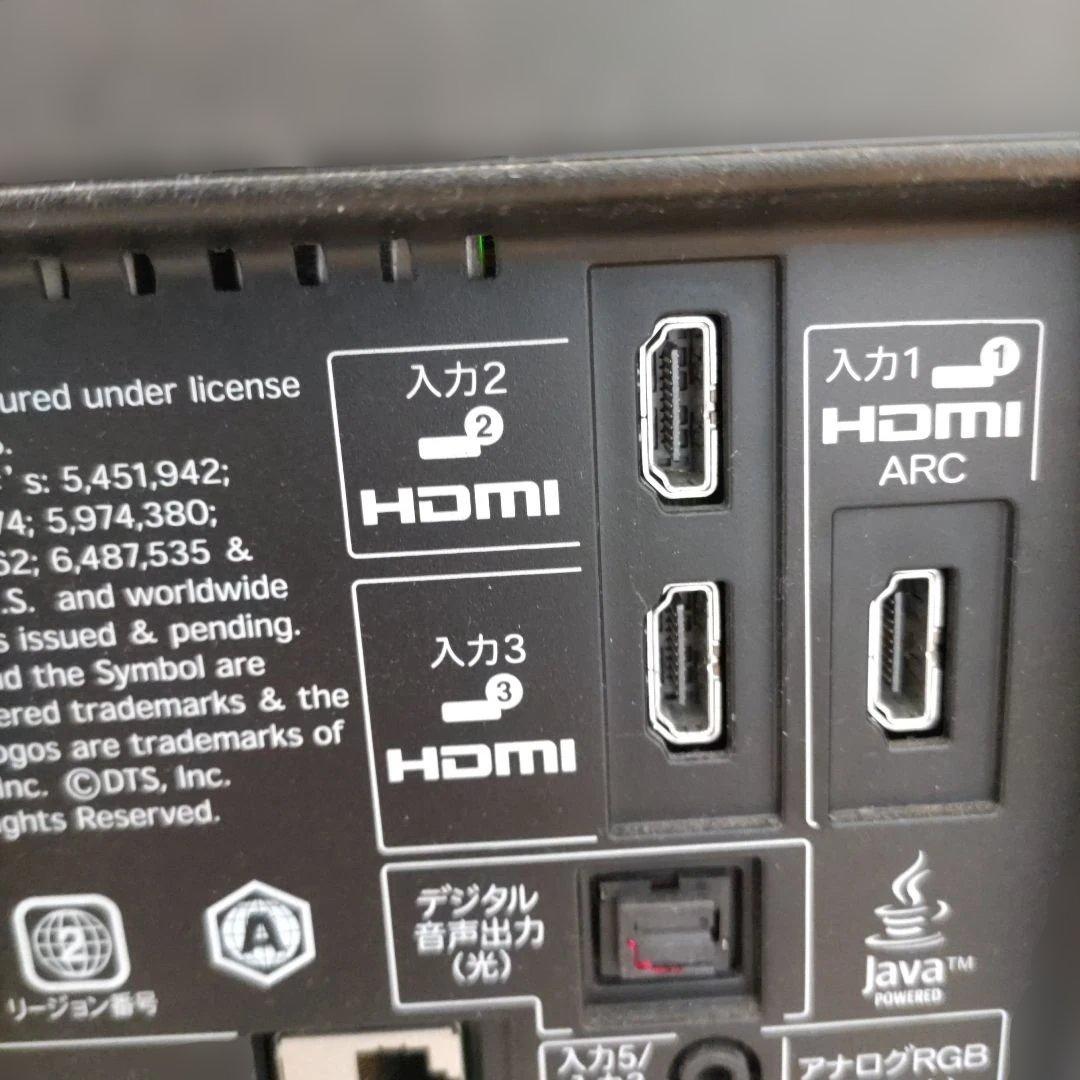 ured under license
s: 5,451,942;
74; 5,974,380;
62; 6,487,535 &
.S. and worldwide
s issued & pending.
d the Symbol are
ered trademarks & the
ogos are trademarks of
Inc. ©DTS, Inc.
ghts Reserved.
2
リージョン番号
A
入力2
2
HDMI
入力3
3
HDMI
入力1
1
HDMI
ARC
デジタル
音声出力
(光)
Java™
POWERED
入力5/
アナログRGB